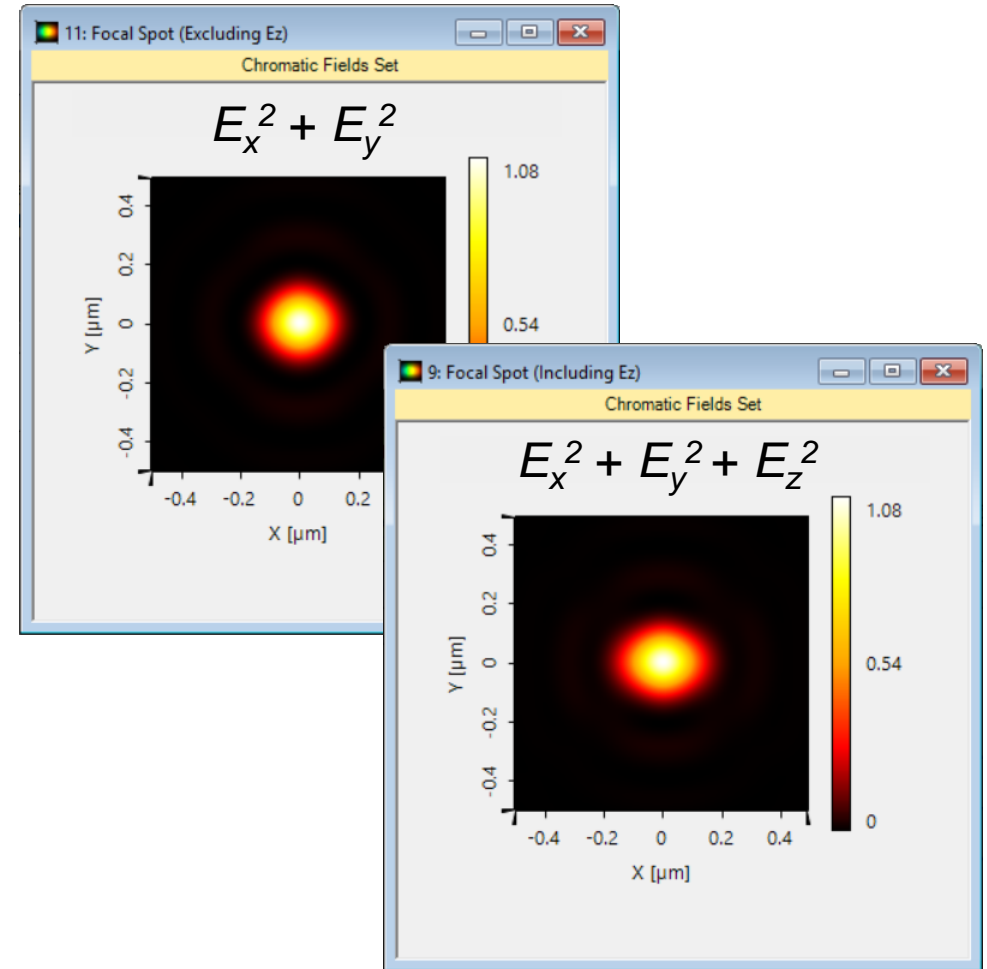 11: Focal Spot (Excluding Ez)
Chromatic Fields Set
Eₓ² + Eᵧ²
1.08
0.54
Y [µm]
0.4
0.2
0
-0.2
-0.4
-0.4 -0.2 0 0.2
X [µm]
9: Focal Spot (Including Ez)
Chromatic Fields Set
Eₓ² + Eᵧ² + E_z²
1.08
0.54
0
Y [µm]
0.4
0.2
0
-0.2
-0.4
-0.4 -0.2 0 0.2 0.4
X [µm]